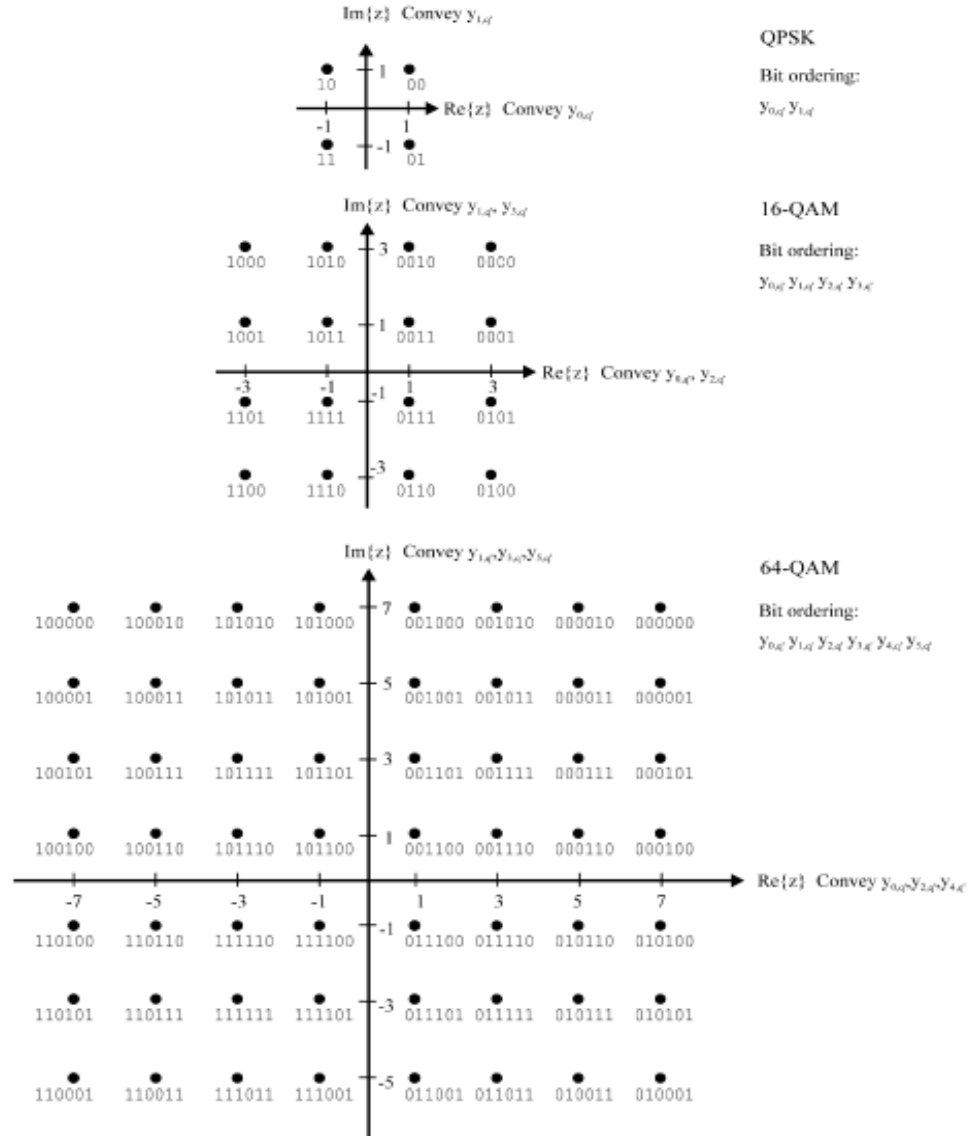 Im{z} Convey y1,q'
QPSK
Bit ordering:
y0,q' y1,q'
1
10 00
Re{z} Convey y0,q'
-1 1
-1
11 01
Im{z} Convey y1,q', y3,q'
16-QAM
Bit ordering:
y0,q' y1,q' y2,q' y3,q'
3
1000 1010 0010 0000
1
1001 1011 0011 0001
Re{z} Convey y0,q', y2,q'
-3 -1 1 3
-1
1101 1111 0111 0101
-3
1100 1110 0110 0100
Im{z} Convey y1,q',y3,q',y5,q'
64-QAM
Bit ordering:
y0,q' y1,q' y2,q' y3,q' y4,q' y5,q'
7
100000 100010 101010 101000 001000 001010 000010 000000
5
100001 100011 101011 101001 001001 001011 000011 000001
3
100101 100111 101111 101101 001101 001111 000111 000101
1
100100 100110 101110 101100 001100 001110 000110 000100
Re{z} Convey y0,q',y2,q',y4,q'
-7 -5 -3 -1 1 3 5 7
-1
110100 110110 111110 111100 011100 011110 010110 010100
-3
110101 110111 111111 111101 011101 011111 010111 010101
-5
110001 110011 111011 111001 011001 011011 010011 010001